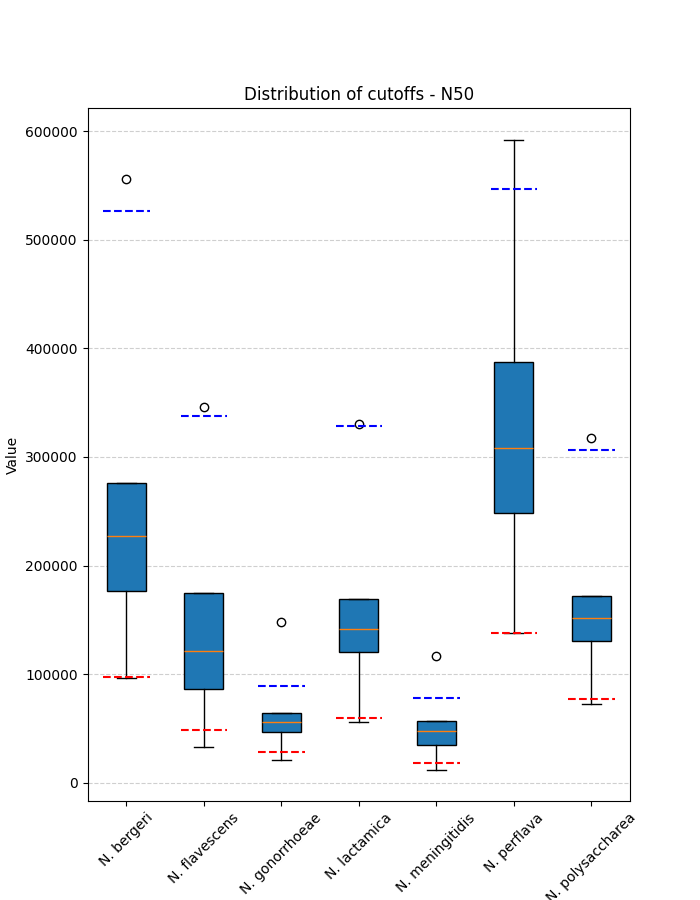 Distribution of cutoffs - N50
600000
500000
400000
300000
200000
100000
0
Value
N. bergeri
N. flavescens
N. gonorrhoeae
N. lactamica
N. meningitidis
N. perflava
N. polysaccharea